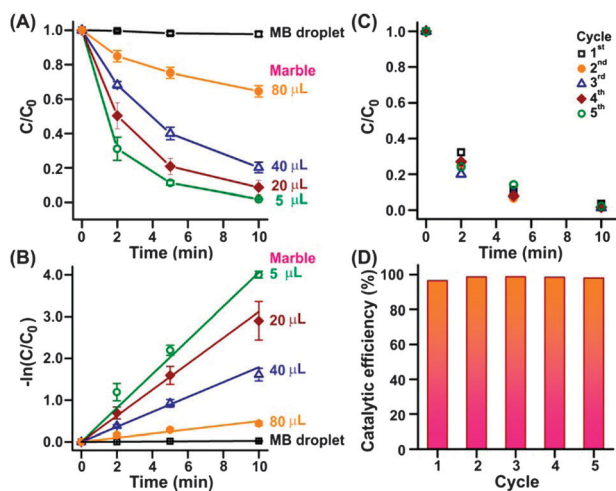 (A)
1.0
0.8
0.6
0.4
0.2
0.0
C/C0
0 2 4 6 8 10
Time (min)
MB droplet
Marble
80 μL
40 μL
20 μL
5 μL
(B)
4.0
3.0
2.0
1.0
0.0
-ln(C/C0)
0 2 4 6 8 10
Time (min)
Marble
5 μL
20 μL
40 μL
80 μL
MB droplet
(C)
1.0
0.8
0.6
0.4
0.2
0.0
C/C0
0 2 4 6 8 10
Time (min)
Cycle
1st
2nd
3rd
4th
5th
(D)
100
80
60
40
20
0
Catalytic efficiency (%)
1 2 3 4 5
Cycle